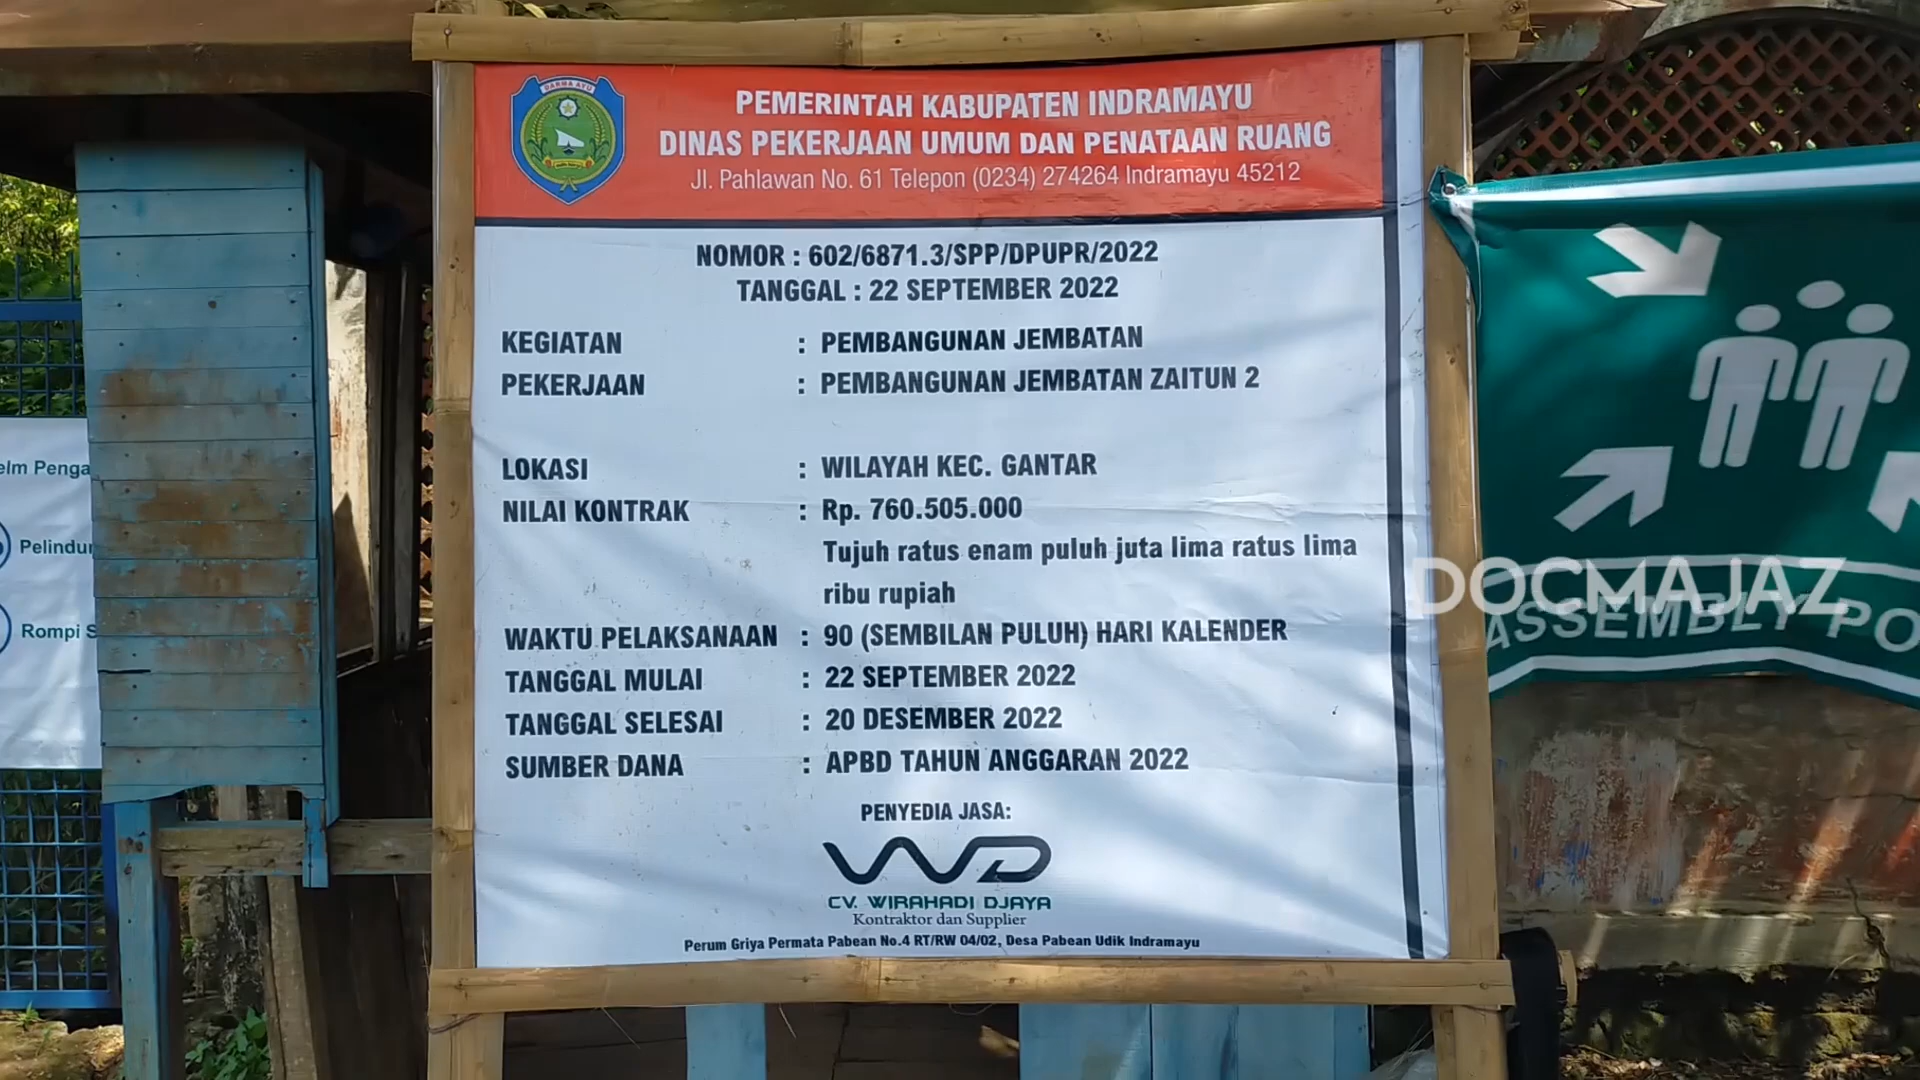 DARMA AYU
PEMERINTAH KABUPATEN INDRAMAYU
DINAS PEKERJAAN UMUM DAN PENATAAN RUANG
Jl. Pahlawan No. 61 Telepon (0234) 274264 Indramayu 45212
NOMOR : 602/6871.3/SPP/DPUPR/2022
TANGGAL : 22 SEPTEMBER 2022
KEGIATAN : PEMBANGUNAN JEMBATAN
PEKERJAAN : PEMBANGUNAN JEMBATAN ZAITUN 2
LOKASI : WILAYAH KEC. GANTAR
NILAI KONTRAK : Rp. 760.505.000
Tujuh ratus enam puluh juta lima ratus lima
ribu rupiah
WAKTU PELAKSANAAN : 90 (SEMBILAN PULUH) HARI KALENDER
TANGGAL MULAI : 22 SEPTEMBER 2022
TANGGAL SELESAI : 20 DESEMBER 2022
SUMBER DANA : APBD TAHUN ANGGARAN 2022
PENYEDIA JASA:
WD
CV. WIRAHADI DJAYA
Kontraktor dan Supplier
Perum Griya Permata Pabean No.4 RT/RW 04/02, Desa Pabean Udik Indramayu
elm Penga
Pelindun
Rompi S
DOCMAJAZ
ASSEMBLY PO